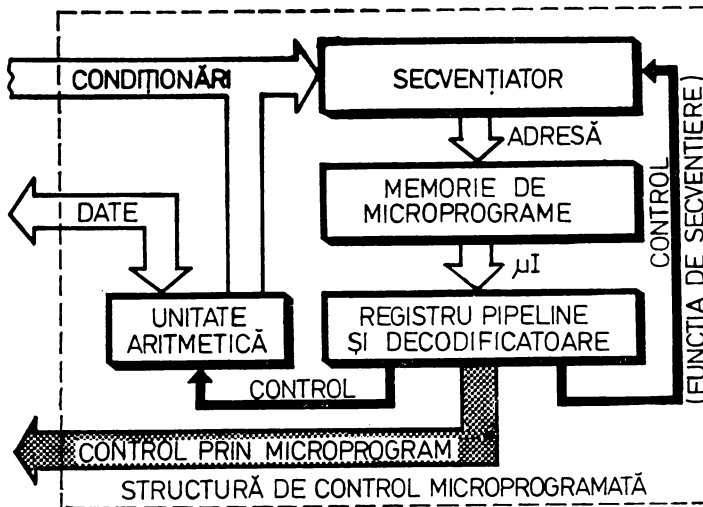 CONDIȚIONĂRI
SECVENȚIATOR
ADRESĂ
MEMORIE DE
MICROPROGRAME
DATE
µI
UNITATE
ARITMETICĂ
REGISTRU PIPELINE
ȘI DECODIFICATOARE
CONTROL
CONTROL
(FUNCȚIA DE SECVENTIERE)
CONTROL PRIN MICROPROGRAM
STRUCTURĂ DE CONTROL MICROPROGRAMATĂ